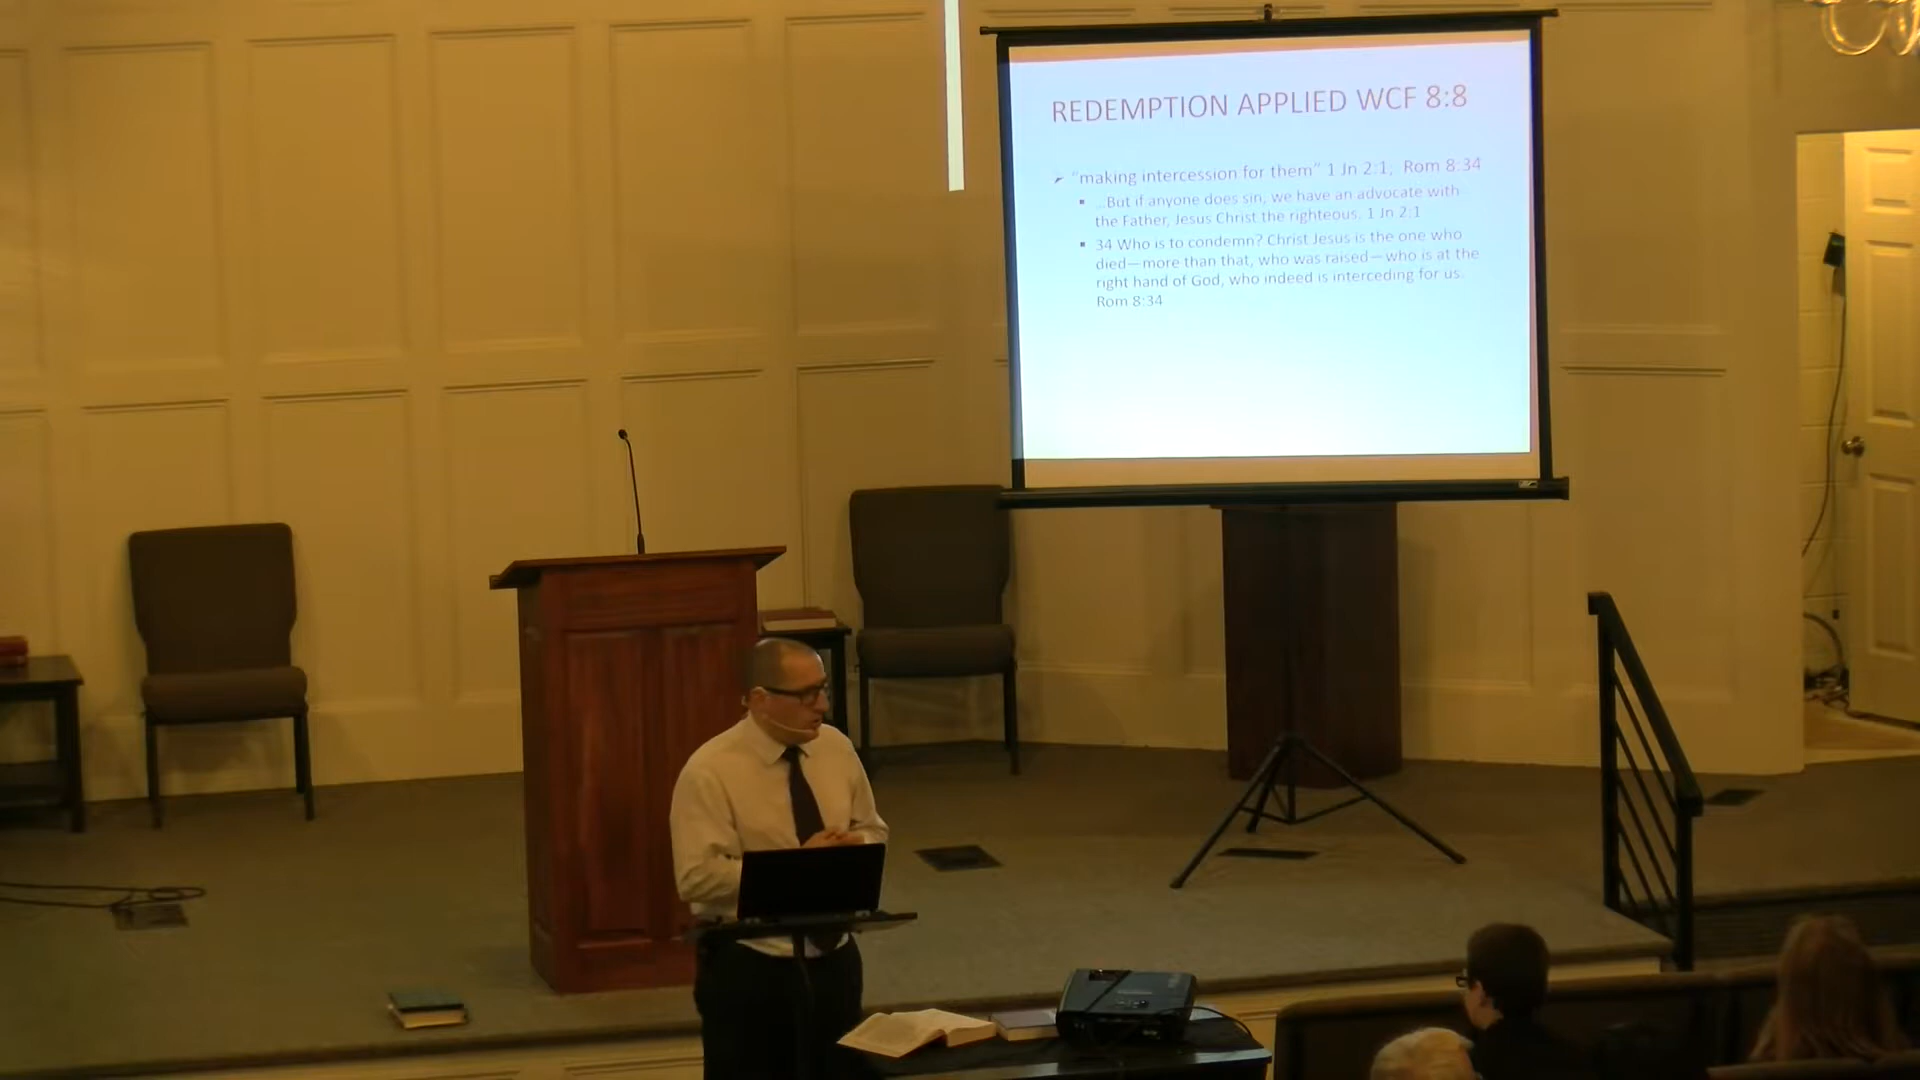 REDEMPTION APPLIED WCF 8:8
"making intercession for them" 1 Jn 2:1; Rom 8:34
...But if anyone does sin, we have an advocate with
the Father, Jesus Christ the righteous. 1 Jn 2:1
34 Who is to condemn? Christ Jesus is the one who
died—more than that, who was raised—who is at the
right hand of God, who indeed is interceding for us.
Rom 8:34